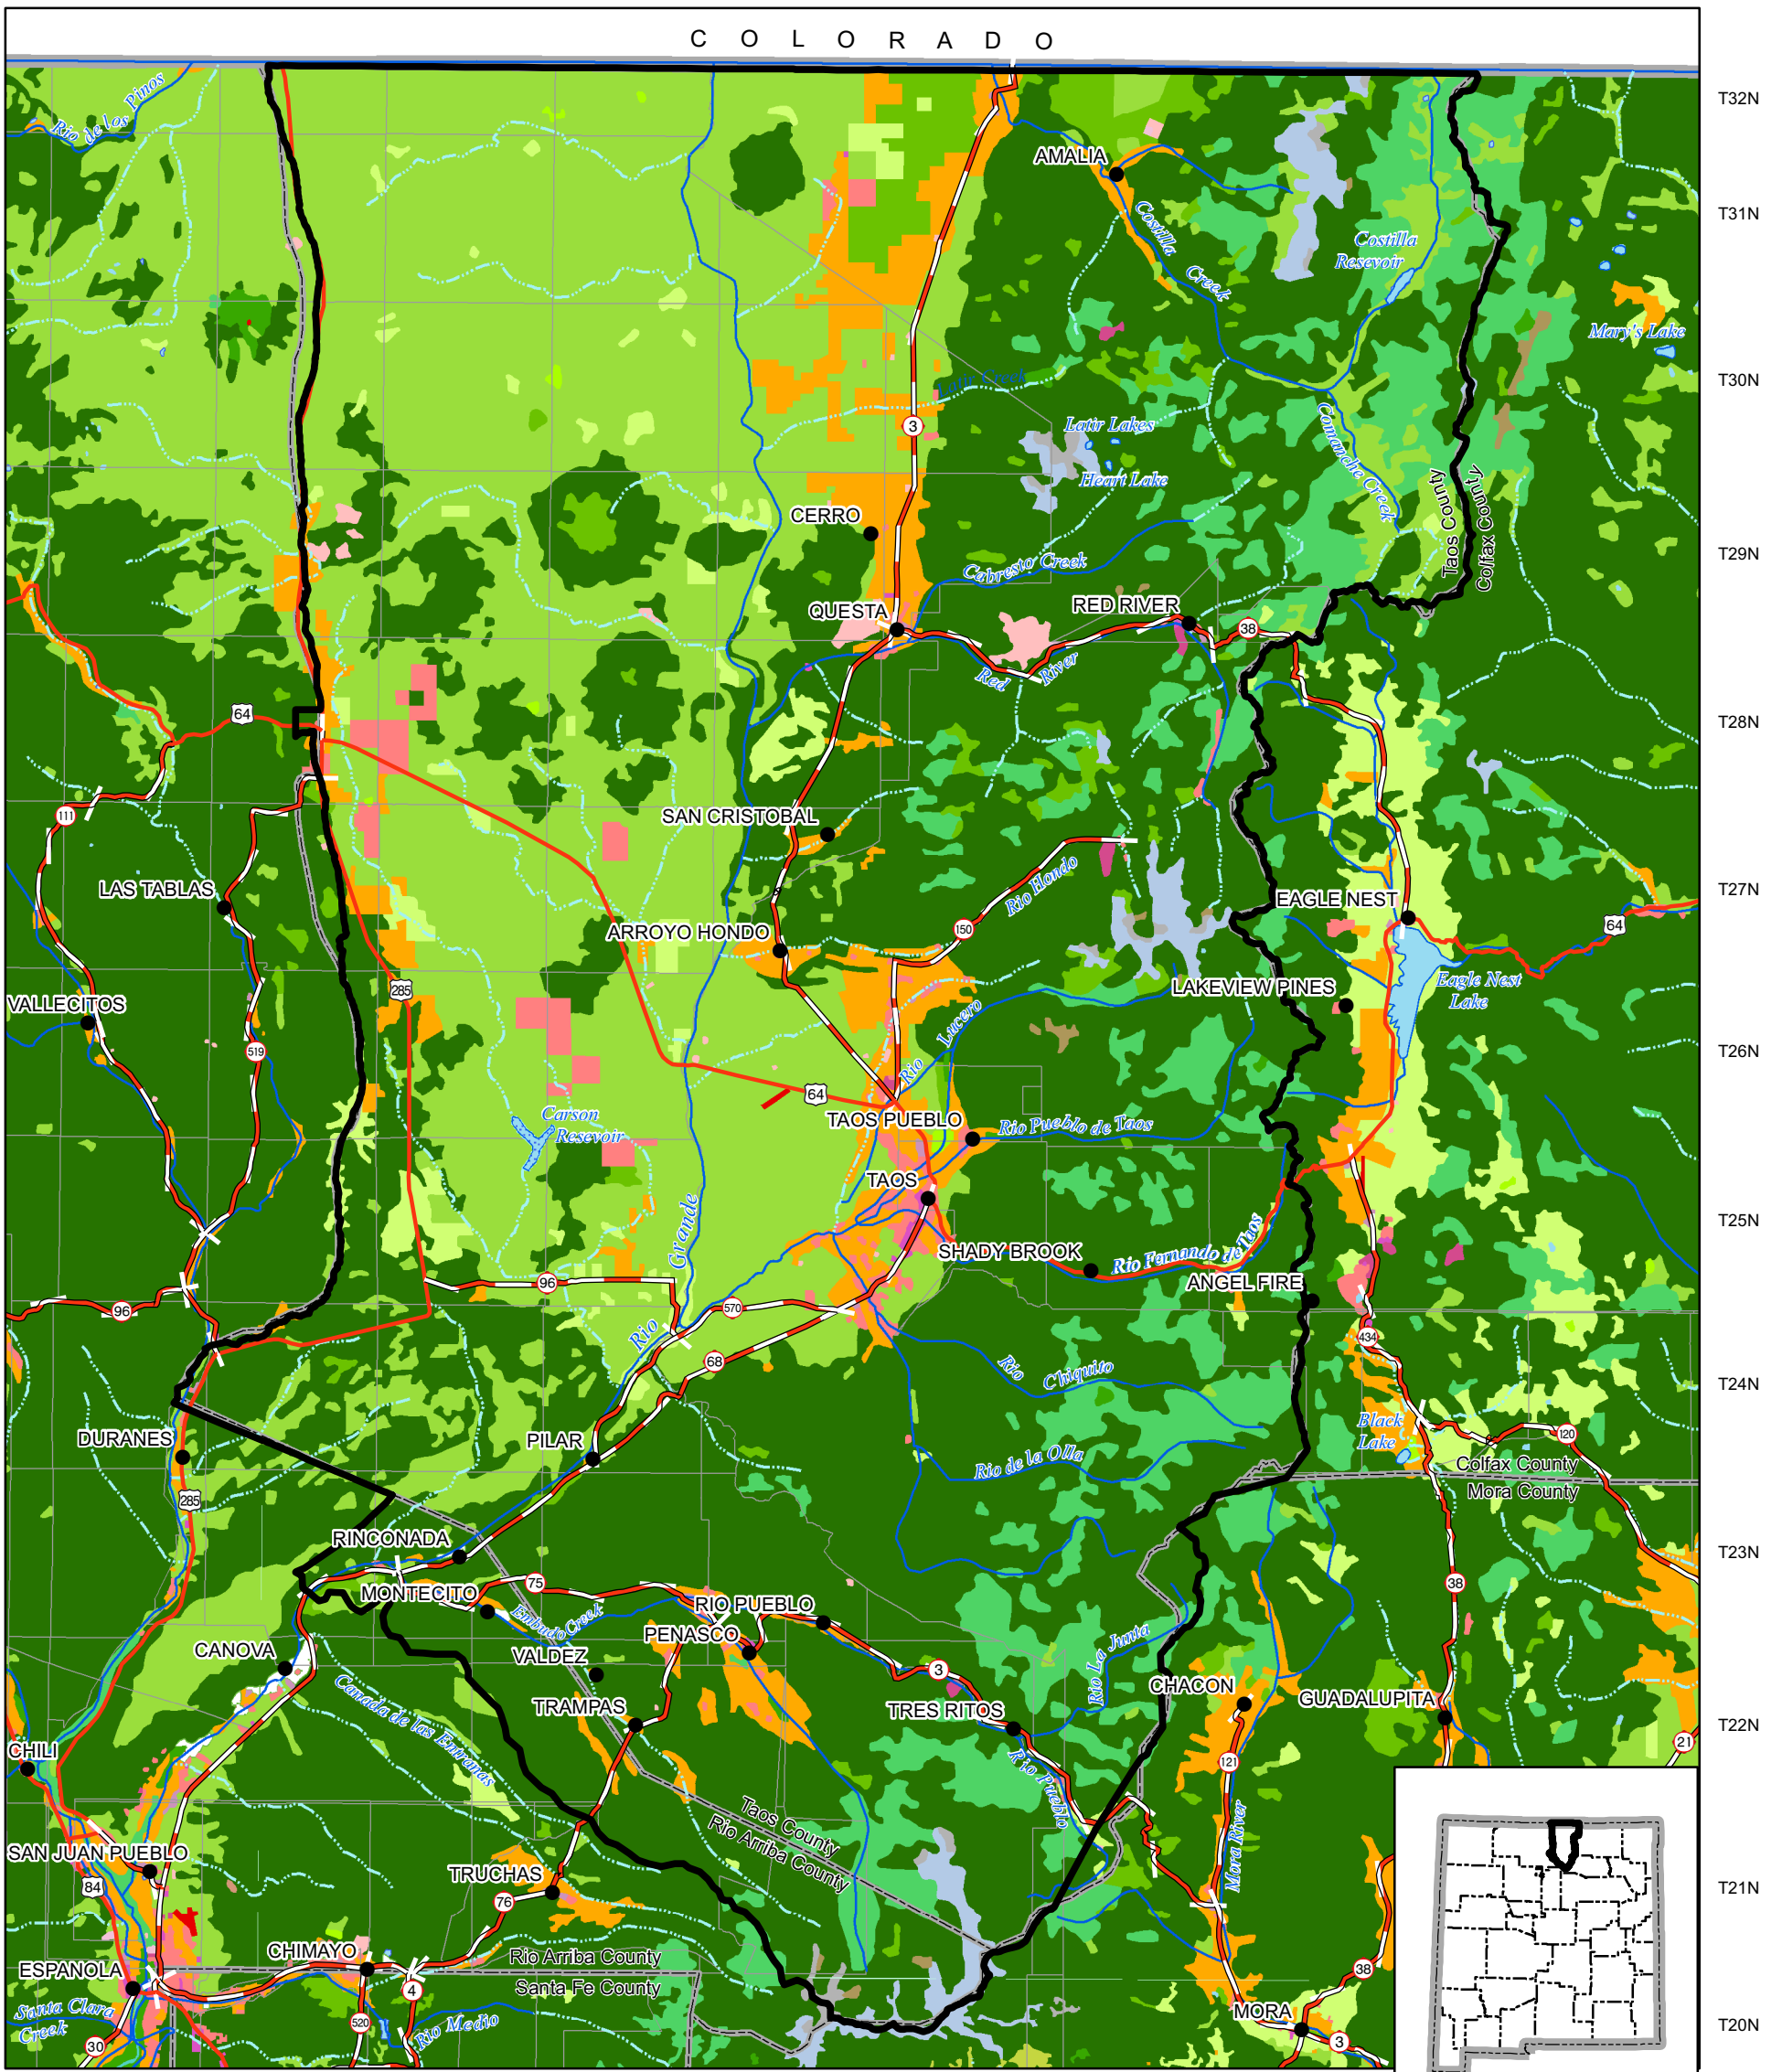 C O L O R A D O
T32N
Rio de los Pinos
AMALIA
T31N
Costilla Creek
Costilla
Resevoir
Mary's Lake
Latir Creek
T30N
3
Latir Lakes
Heart Lake
Comanche Creek
Taos County
Colfax County
CERRO
T29N
Cabresto Creek
QUESTA
RED RIVER
38
Red River
64
T28N
111
SAN CRISTOBAL
LAS TABLAS
Rio Hondo
EAGLE NEST
T27N
ARROYO HONDO
150
64
285
VALLECITOS
LAKEVIEW PINES
Eagle Nest
Lake
Rio Lucero
519
T26N
64
Carson
Resevoir
TAOS PUEBLO
Rio Pueblo de Taos
TAOS
T25N
Rio Grande
SHADY BROOK
Rio Fernando de Taos
96
ANGEL FIRE
96
570
434
68
Rio Chiquito
T24N
DURANES
PILAR
Black
Lake
120
Rio de la Olla
Colfax County
Mora County
285
RINCONADA
T23N
75
38
MONTECITO
Embudo Creek
RIO PUEBLO
PENASCO
CANOVA
VALDEZ
3
Rio La Junta
Canada de las Entranas
TRAMPAS
TRES RITOS
CHACON
GUADALUPITA
T22N
CHILI
21
121
Rio Pueblo
Taos County
Rio Arriba County
SAN JUAN PUEBLO
Mora River
84
TRUCHAS
76
T21N
CHIMAYO
Rio Arriba County
Santa Fe County
ESPANOLA
4
38
Santa Clara
Creek
520
Rio Medio
MORA
30
3
T20N